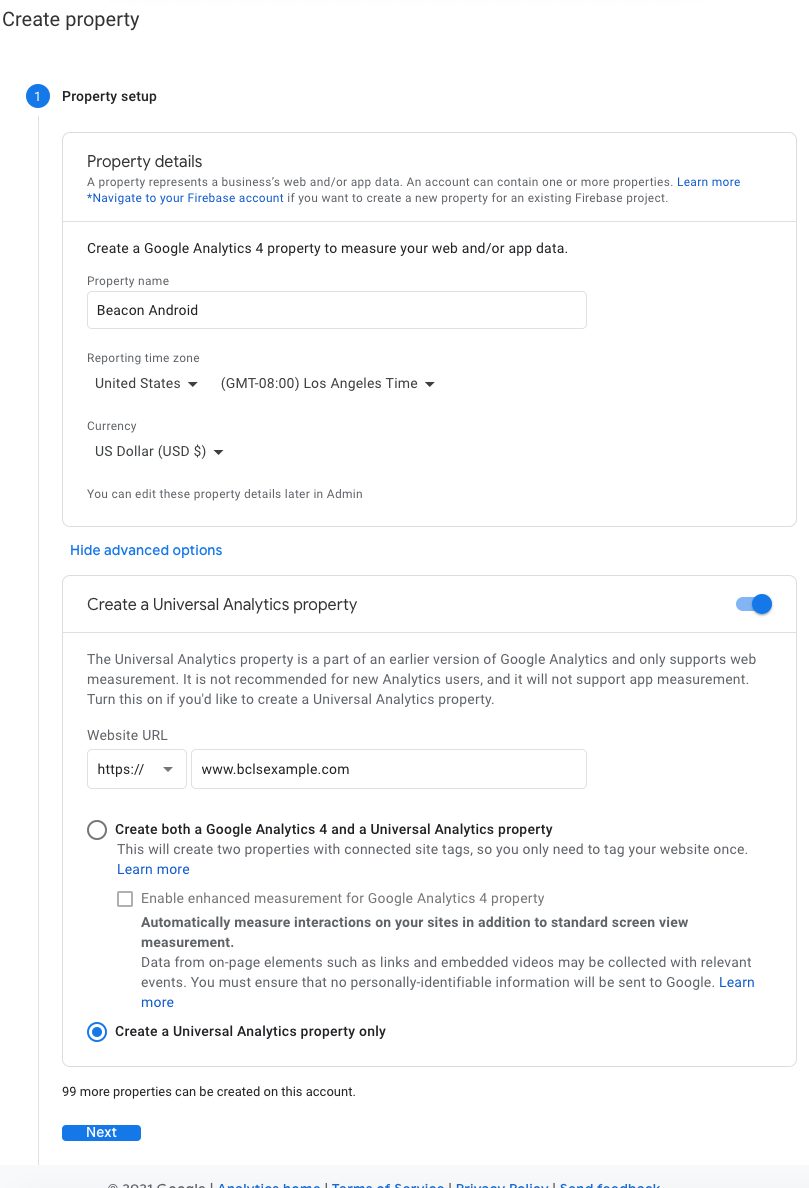 Create property
1 Property setup
Property details
A property represents a business's web and/or app data. An account can contain one or more properties. Learn more
*Navigate to your Firebase account if you want to create a new property for an existing Firebase project.
Create a Google Analytics 4 property to measure your web and/or app data.
Property name
Beacon Android
Reporting time zone
United States (GMT-08:00) Los Angeles Time
Currency
US Dollar (USD $)
You can edit these property details later in Admin
Hide advanced options
Create a Universal Analytics property
The Universal Analytics property is a part of an earlier version of Google Analytics and only supports web
measurement. It is not recommended for new Analytics users, and it will not support app measurement.
Turn this on if you'd like to create a Universal Analytics property.
Website URL
https:// www.bclsexample.com
Create both a Google Analytics 4 and a Universal Analytics property
This will create two properties with connected site tags, so you only need to tag your website once.
Learn more
Enable enhanced measurement for Google Analytics 4 property
Automatically measure interactions on your sites in addition to standard screen view
measurement.
Data from on-page elements such as links and embedded videos may be collected with relevant
events. You must ensure that no personally-identifiable information will be sent to Google. Learn
more
Create a Universal Analytics property only
99 more properties can be created on this account.
Next
© 2021 Google | Analytics home | Terms of Service | Privacy Policy | Send feedback